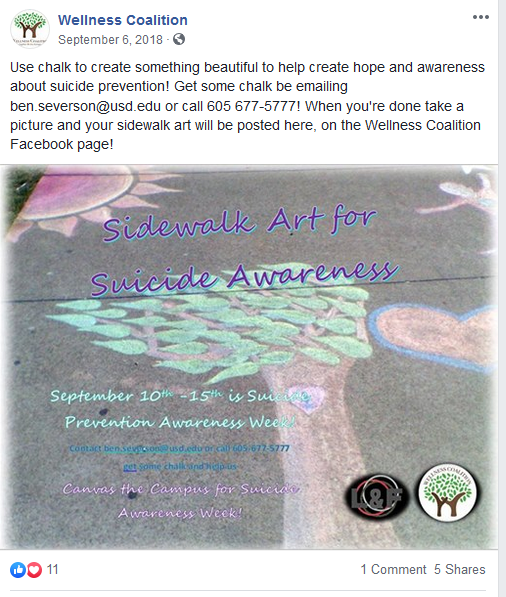 Wellness Coalition
September 6, 2018 ·
Use chalk to create something beautiful to help create hope and awareness
about suicide prevention! Get some chalk be emailing
ben.severson@usd.edu or call 605 677-5777! When you're done take a
picture and your sidewalk art will be posted here, on the Wellness Coalition
Facebook page!
Sidewalk Art for
Suicide Awareness
September 10th -15th is Suicide
Prevention Awareness Week!
Contact ben.severson@usd.edu or call 605-677-5777
get some chalk and help us
Canvas the Campus for Suicide
Awareness Week!
L&F
WELLNESS COALITION
11
1 Comment 5 Shares